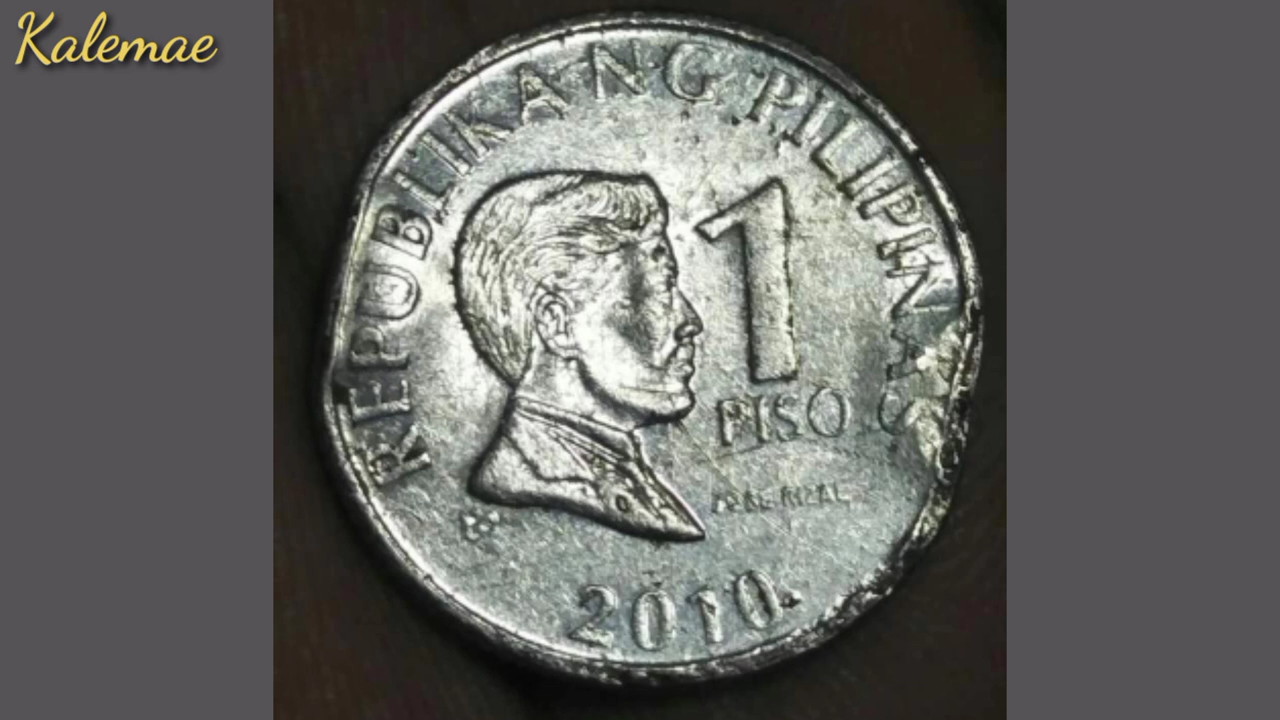 Kalemae
REPUBLIKA NG PILIPINAS
1
PISO
JOSE RIZAL
2010